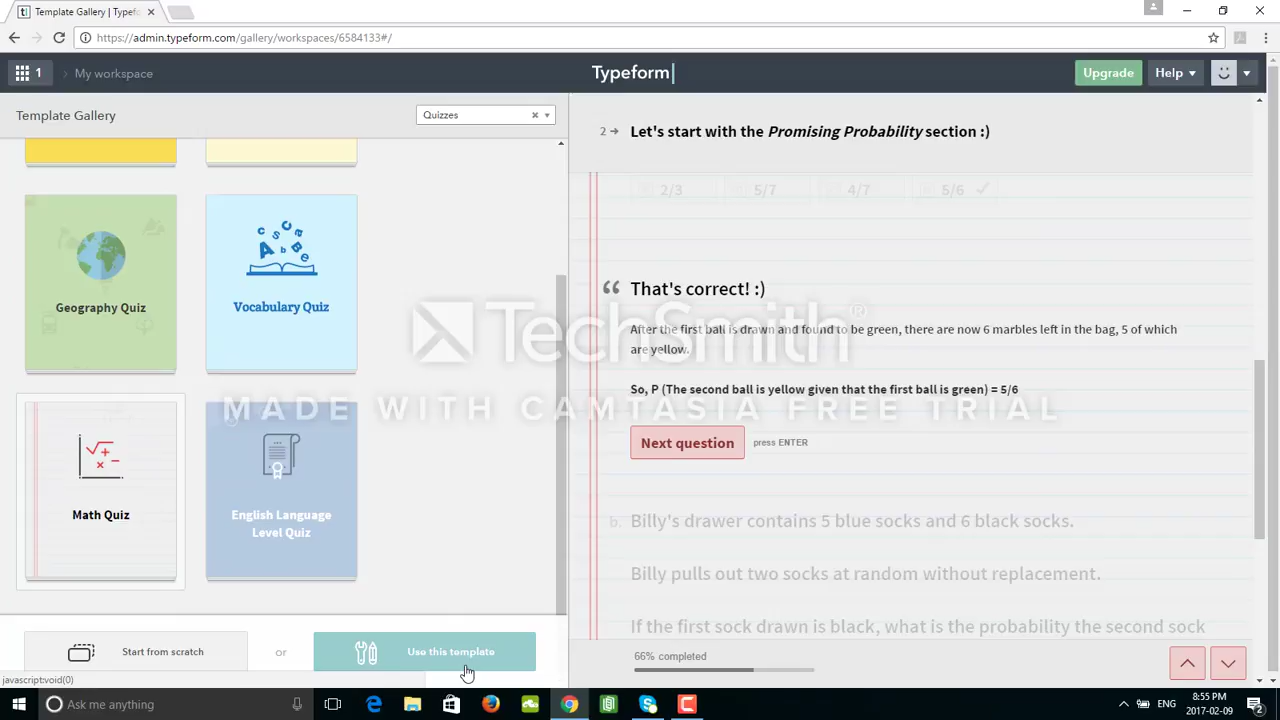 Template Gallery | Typef
https://admin.typeform.com/gallery/workspaces/6584133#/
1
My workspace
Typeform
Upgrade
Help
Template Gallery
Quizzes
2
Let's start with the Promising Probability section :)
2/3
5/7
4/7
5/6
Geography Quiz
Vocabulary Quiz
That's correct! :)
After the first ball is drawn and found to be green, there are now 6 marbles left in the bag, 5 of which
are yellow.
TechSmith®
MADE WITH CAMTASIA FREE TRIAL
So, P (The second ball is yellow given that the first ball is green) = 5/6
Next question
press ENTER
Math Quiz
English Language
Level Quiz
b. Billy's drawer contains 5 blue socks and 6 black socks.
Billy pulls out two socks at random without replacement.
If the first sock drawn is black, what is the probability the second sock
Start from scratch
or
Use this template
66% completed
javascript:void(0)
Ask me anything
ENG
8:55 PM
2017-02-09
2